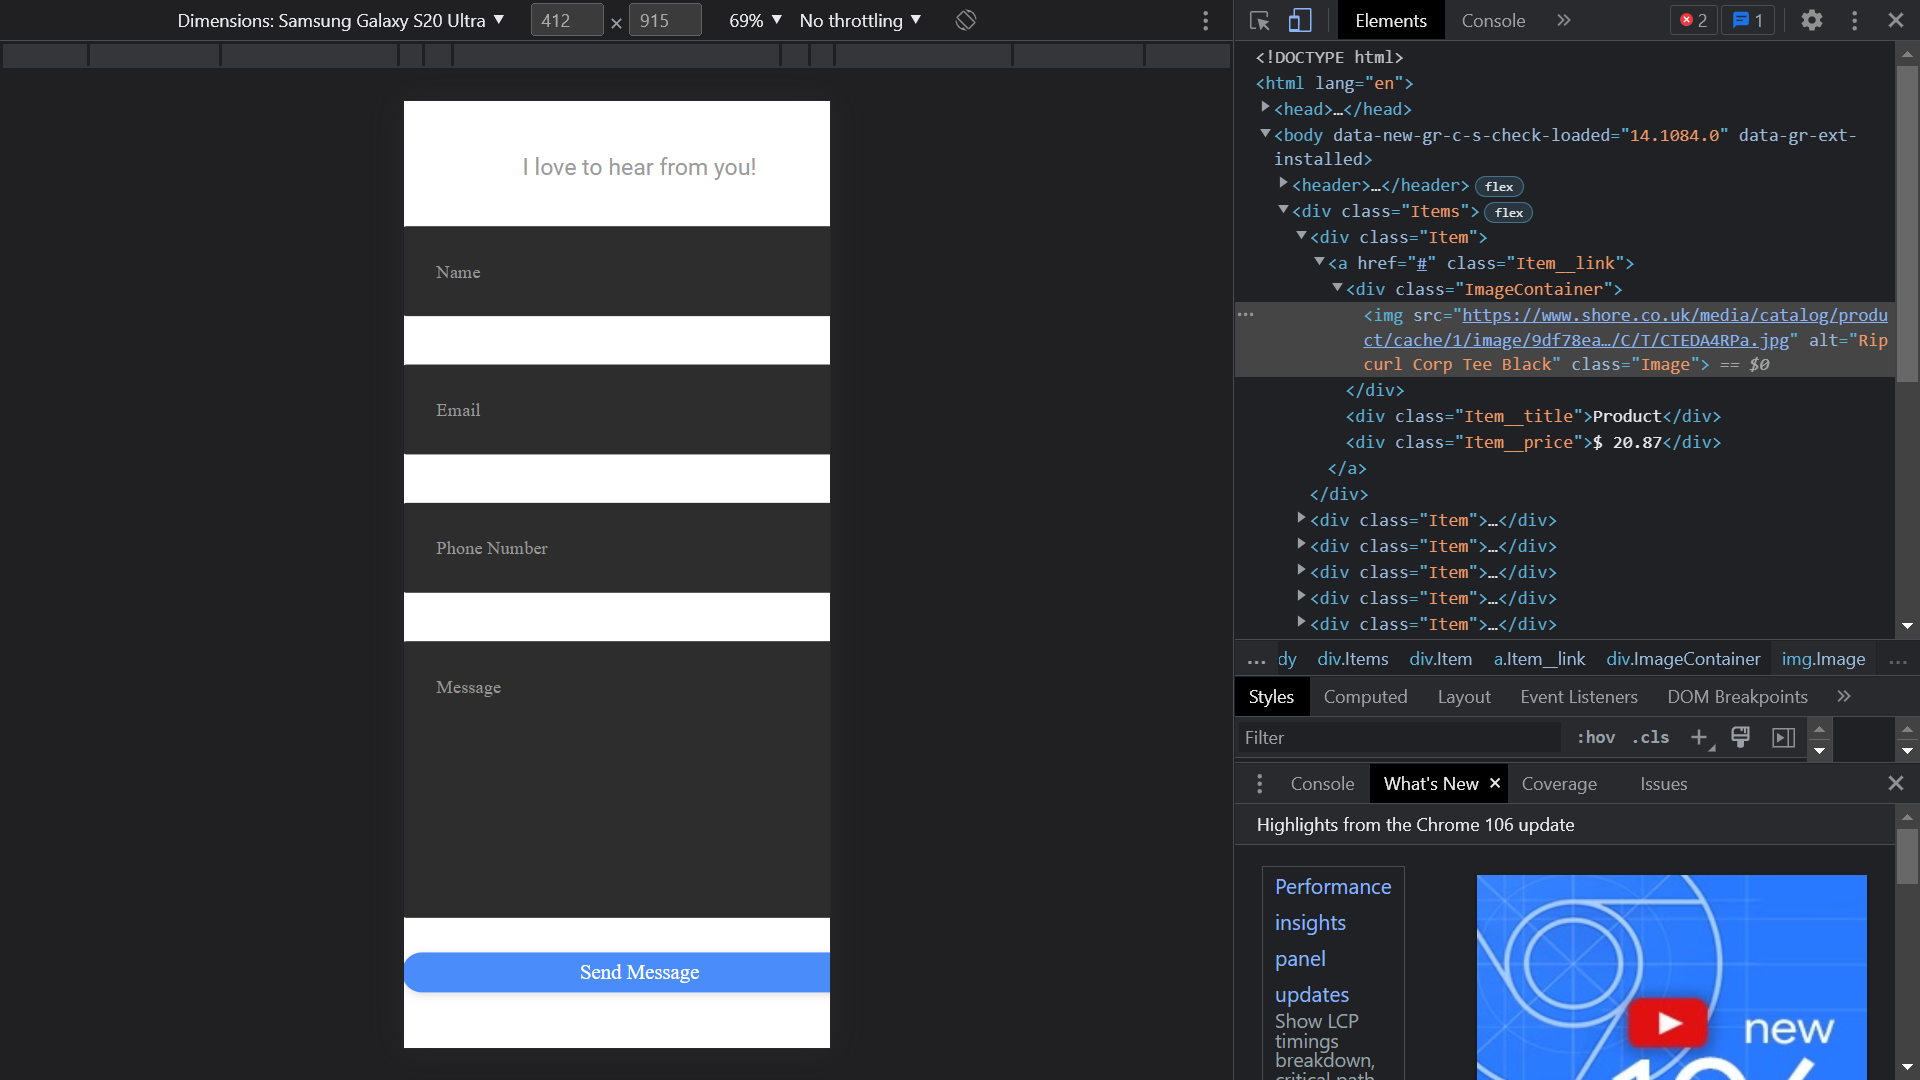 Dimensions: Samsung Galaxy S20 Ultra ▼ 412 × 915 69% ▼ No throttling ▼
I love to hear from you!
Name
Email
Phone Number
Message
Send Message
Elements Console » 2 1
<!DOCTYPE html>
<html lang="en">
<head>…</head>
<body data-new-gr-c-s-check-loaded="14.1084.0" data-gr-ext-
installed>
<header>…</header> flex
<div class="Items"> flex
<div class="Item">
<a href="#" class="Item__link">
<div class="ImageContainer">
… <img src="https://www.shore.co.uk/media/catalog/produ
ct/cache/1/image/9df78ea…/C/T/CTEDA4RPa.jpg" alt="Rip
curl Corp Tee Black" class="Image"> == $0
</div>
<div class="Item__title">Product</div>
<div class="Item__price">$ 20.87</div>
</a>
</div>
<div class="Item">…</div>
<div class="Item">…</div>
<div class="Item">…</div>
<div class="Item">…</div>
<div class="Item">…</div>
… dy div.Items div.Item a.Item__link div.ImageContainer img.Image …
Styles Computed Layout Event Listeners DOM Breakpoints »
Filter :hov .cls +
Console What's New × Coverage Issues
Highlights from the Chrome 106 update
Performance
insights
panel
updates
Show LCP
timings
breakdown,
critical path
new
106